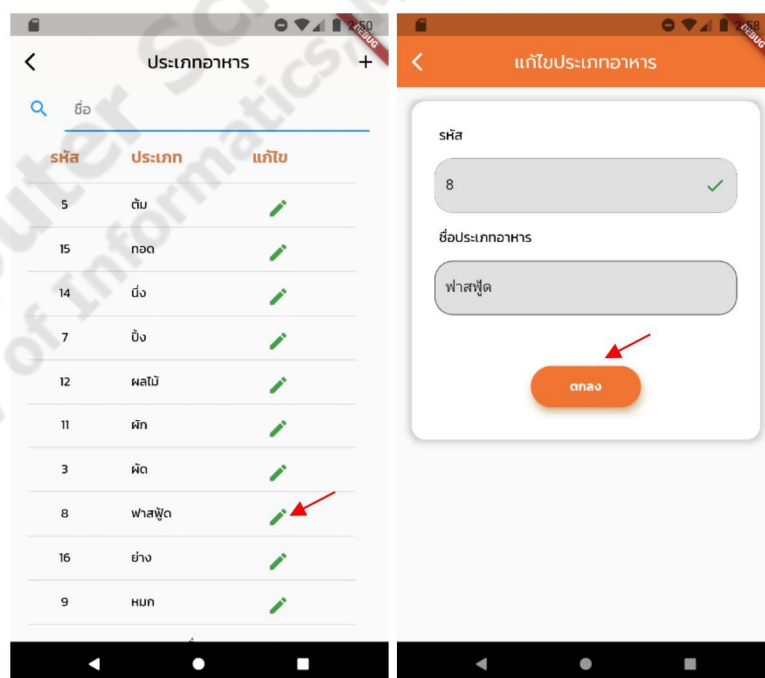 2:50
ประเภทอาหาร
+
ชื่อ
รหัส ประเภท แก้ไข
5 ต้ม
15 ทอด
14 นึ่ง
7 ปิ้ง
12 ผลไม้
11 ผัก
3 ผัด
8 ฟาสฟู้ด
16 ย่าง
9 หมก
2:58
DEBUG
แก้ไขประเภทอาหาร
รหัส
8
ชื่อประเภทอาหาร
ฟาสฟู้ด
ตกลง